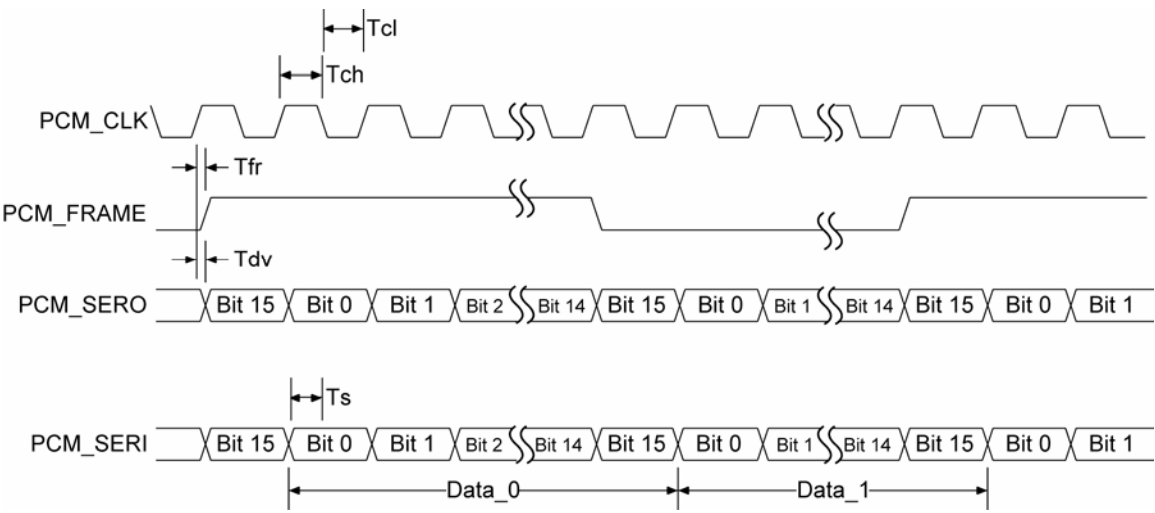 Tcl
Tch
PCM_CLK
Tfr
PCM_FRAME
Tdv
PCM_SERO Bit 15 Bit 0 Bit 1 Bit 2 Bit 14 Bit 15 Bit 0 Bit 1 Bit 14 Bit 15 Bit 0 Bit 1
Ts
PCM_SERI Bit 15 Bit 0 Bit 1 Bit 2 Bit 14 Bit 15 Bit 0 Bit 1 Bit 14 Bit 15 Bit 0 Bit 1
Data_0 Data_1